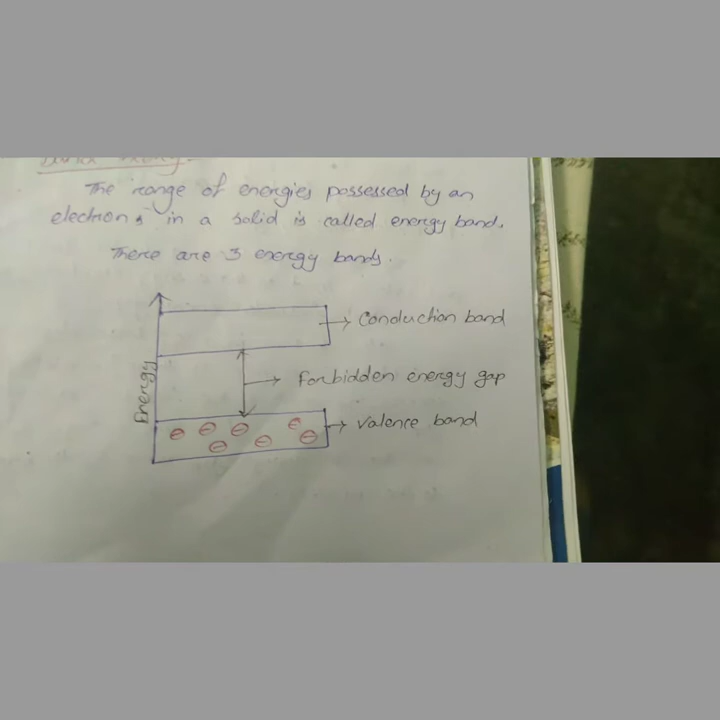 The range of energies possessed by an
electrons in a solid is called energy band.
There are 3 energy bands.
Conduction band
Forbidden energy gap
Valence band
Energy